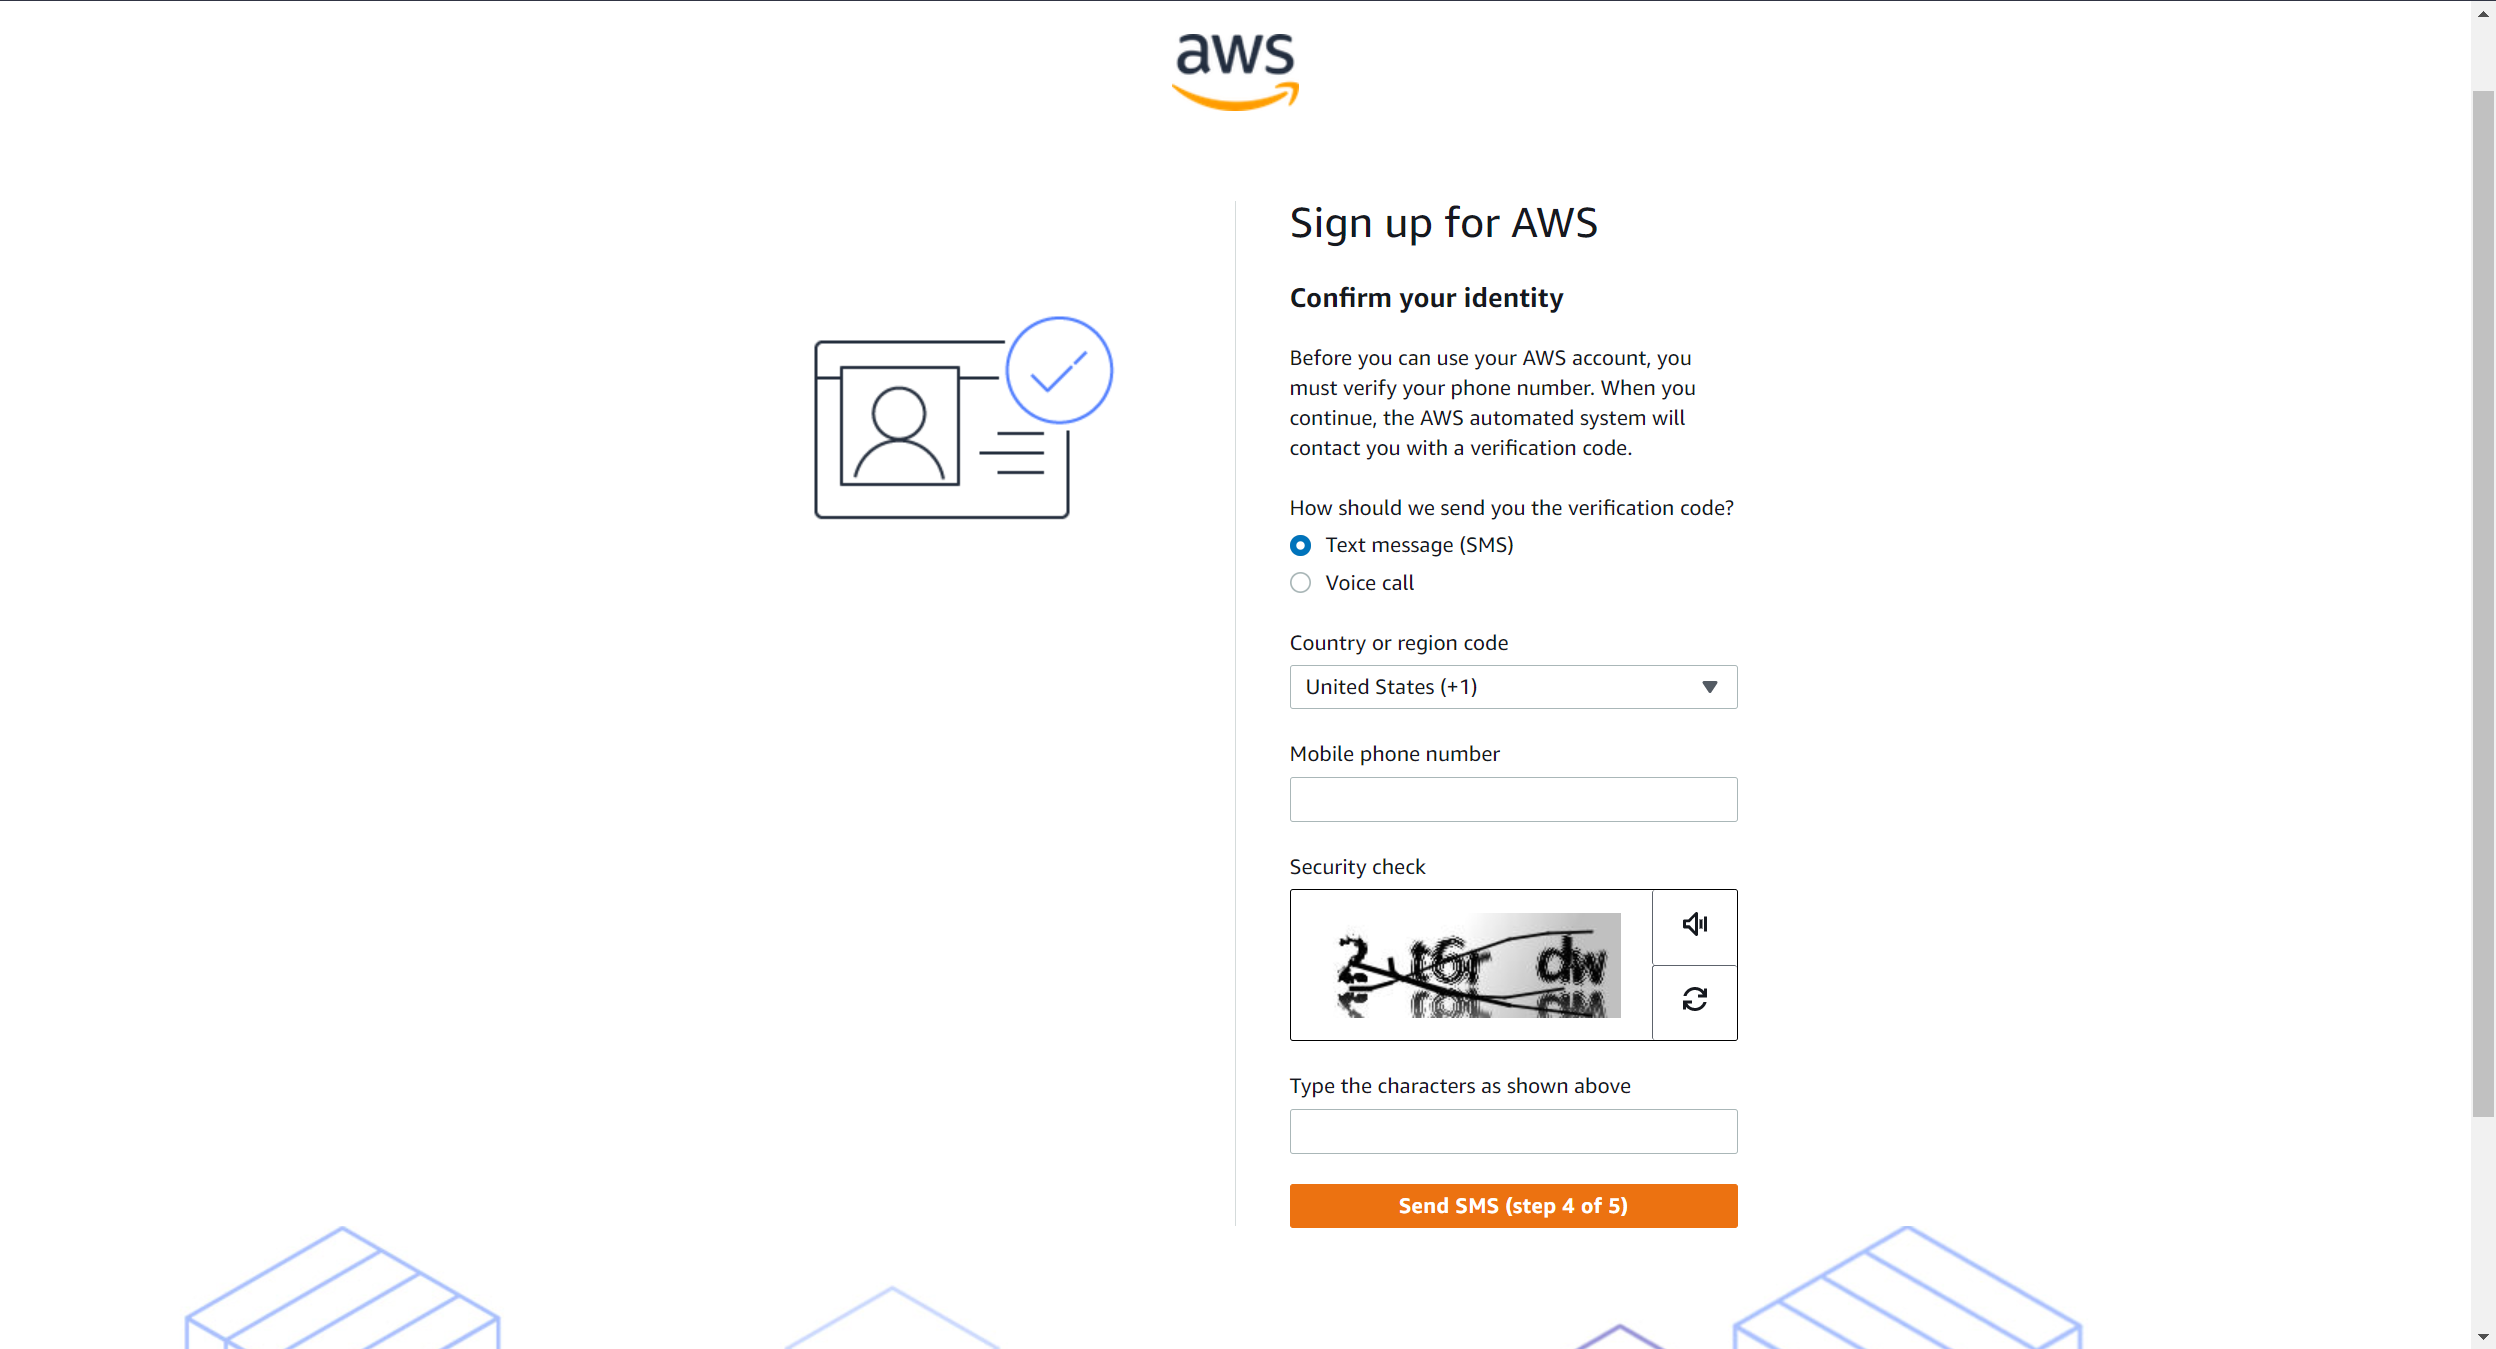 aws
Sign up for AWS
Confirm your identity
Before you can use your AWS account, you
must verify your phone number. When you
continue, the AWS automated system will
contact you with a verification code.
How should we send you the verification code?
Text message (SMS)
Voice call
Country or region code
United States (+1)
Mobile phone number
Security check
Type the characters as shown above
Send SMS (step 4 of 5)